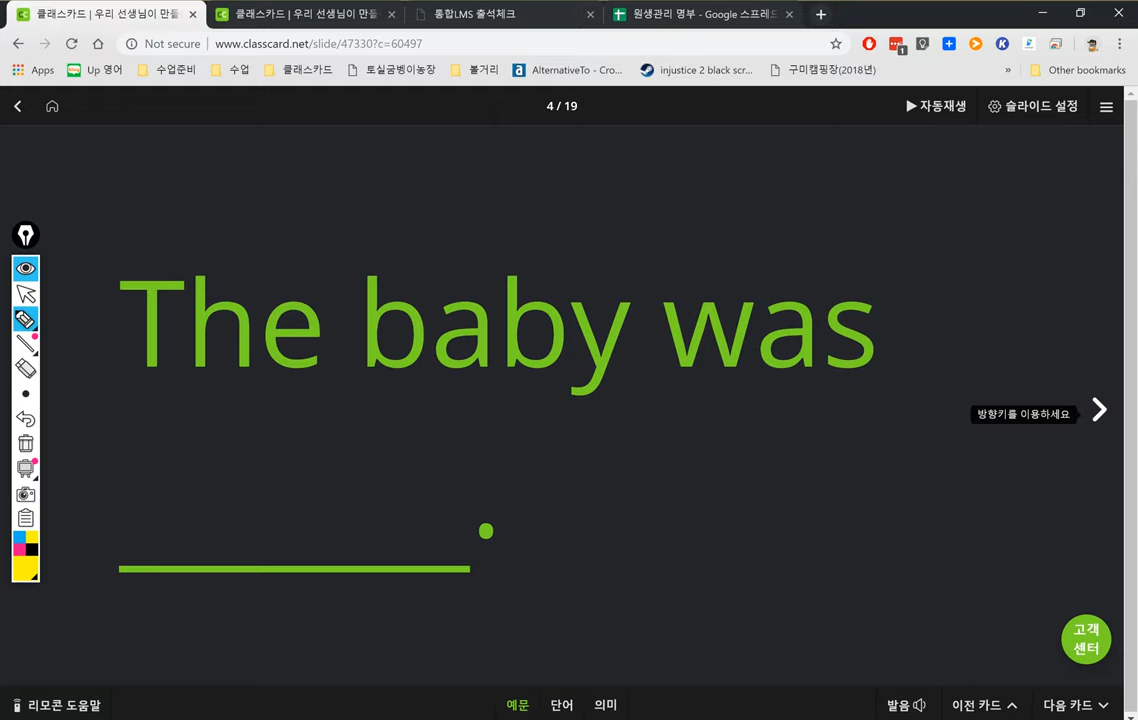 클래스카드 | 우리 선생님이 만들
클래스카드 | 우리 선생님이 만들
통합LMS 출석체크
원생관리 명부 - Google 스프레드
Not secure | www.classcard.net/slide/47330?c=60497
Apps
Up 영어
수업준비
수업
클래스카드
토실굼벵이농장
볼거리
AlternativeTo - Cro...
injustice 2 black scr...
구미캠핑장(2018년)
» Other bookmarks
4 / 19
자동재생
슬라이드 설정
The baby was
__________.
방향키를 이용하세요
고객
센터
리모콘 도움말
예문
단어
의미
발음
이전 카드
다음 카드